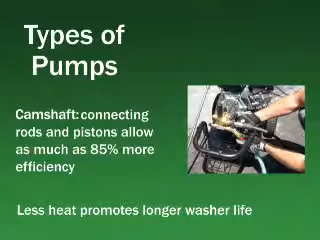 Types of
Pumps
Camshaft: connecting
rods and pistons allow
as much as 85% more
efficiency
Less heat promotes longer washer life